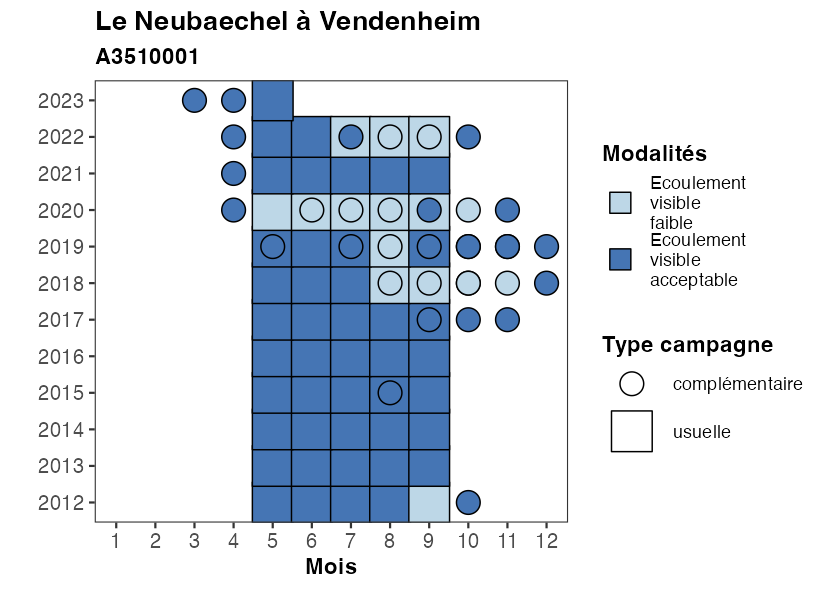 Le Neubaechel à Vendenheim
A3510001
2023
2022
2021
2020
2019
2018
2017
2016
2015
2014
2013
2012
1 2 3 4 5 6 7 8 9 10 11 12
Mois
Modalités
Ecoulement
visible
faible
Ecoulement
visible
acceptable
Type campagne
complémentaire
usuelle